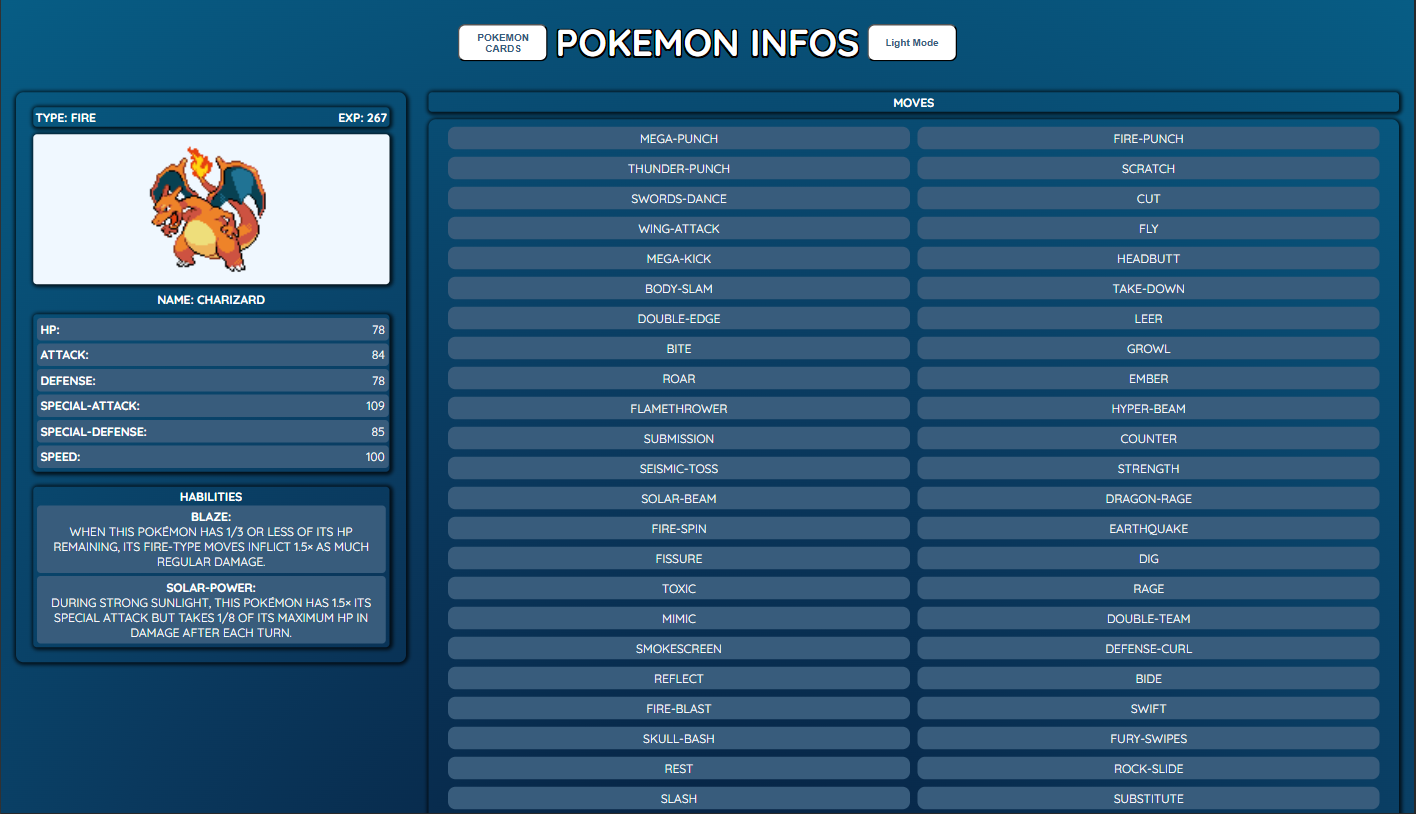 POKEMON
CARDS
POKEMON INFOS
Light Mode
TYPE: FIRE EXP: 267
NAME: CHARIZARD
HP: 78
ATTACK: 84
DEFENSE: 78
SPECIAL-ATTACK: 109
SPECIAL-DEFENSE: 85
SPEED: 100
HABILITIES
BLAZE:
WHEN THIS POKÉMON HAS 1/3 OR LESS OF ITS HP
REMAINING, ITS FIRE-TYPE MOVES INFLICT 1.5× AS MUCH
REGULAR DAMAGE.
SOLAR-POWER:
DURING STRONG SUNLIGHT, THIS POKÉMON HAS 1.5× ITS
SPECIAL ATTACK BUT TAKES 1/8 OF ITS MAXIMUM HP IN
DAMAGE AFTER EACH TURN.
MOVES
MEGA-PUNCH FIRE-PUNCH
THUNDER-PUNCH SCRATCH
SWORDS-DANCE CUT
WING-ATTACK FLY
MEGA-KICK HEADBUTT
BODY-SLAM TAKE-DOWN
DOUBLE-EDGE LEER
BITE GROWL
ROAR EMBER
FLAMETHROWER HYPER-BEAM
SUBMISSION COUNTER
SEISMIC-TOSS STRENGTH
SOLAR-BEAM DRAGON-RAGE
FIRE-SPIN EARTHQUAKE
FISSURE DIG
TOXIC RAGE
MIMIC DOUBLE-TEAM
SMOKESCREEN DEFENSE-CURL
REFLECT BIDE
FIRE-BLAST SWIFT
SKULL-BASH FURY-SWIPES
REST ROCK-SLIDE
SLASH SUBSTITUTE